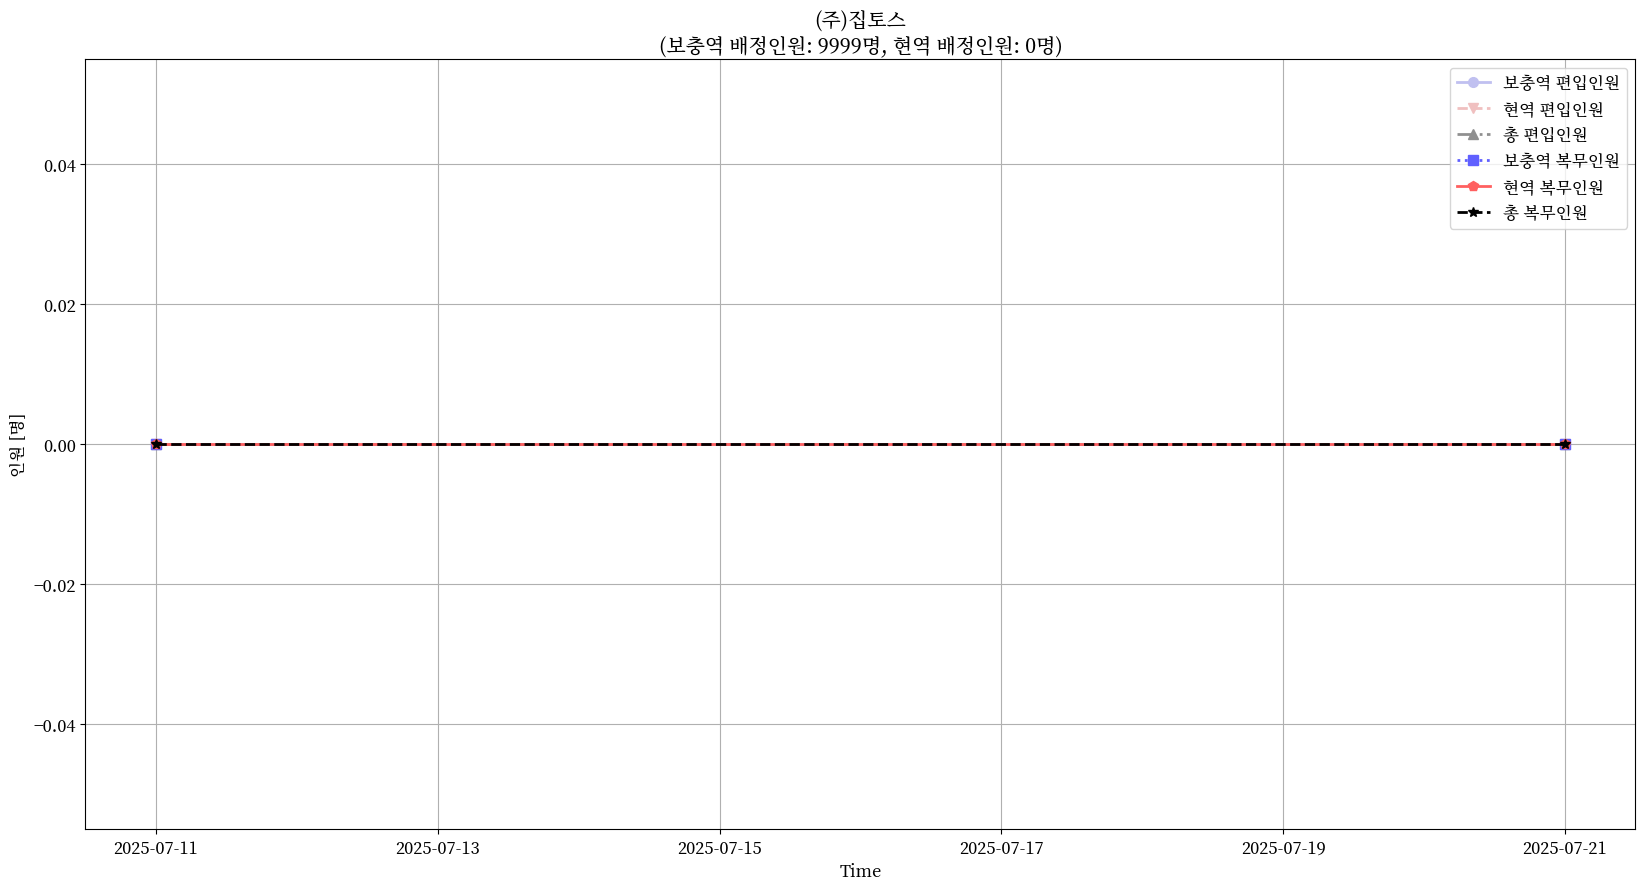 (주)집토스
(보충역 배정인원: 9999명, 현역 배정인원: 0명)
보충역 편입인원
현역 편입인원
총 편입인원
보충역 복무인원
현역 복무인원
총 복무인원
인원 [명]
0.04
0.02
0.00
−0.02
−0.04
2025-07-11
2025-07-13
2025-07-15
2025-07-17
2025-07-19
2025-07-21
Time